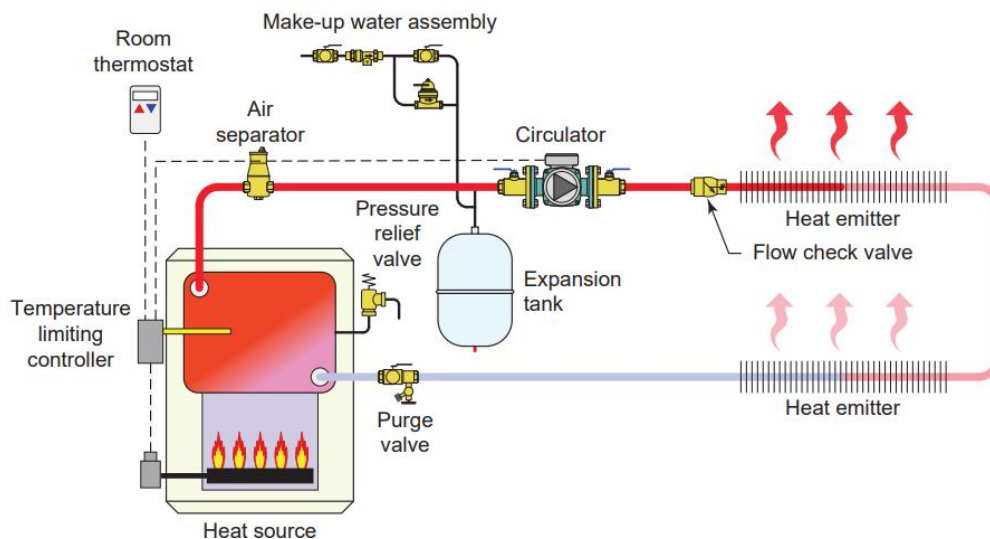 Make-up water assembly
Room
thermostat
Air
separator
Circulator
Pressure
relief
valve
Heat emitter
Flow check valve
Expansion
tank
Temperature
limiting
controller
Purge
valve
Heat emitter
Heat source